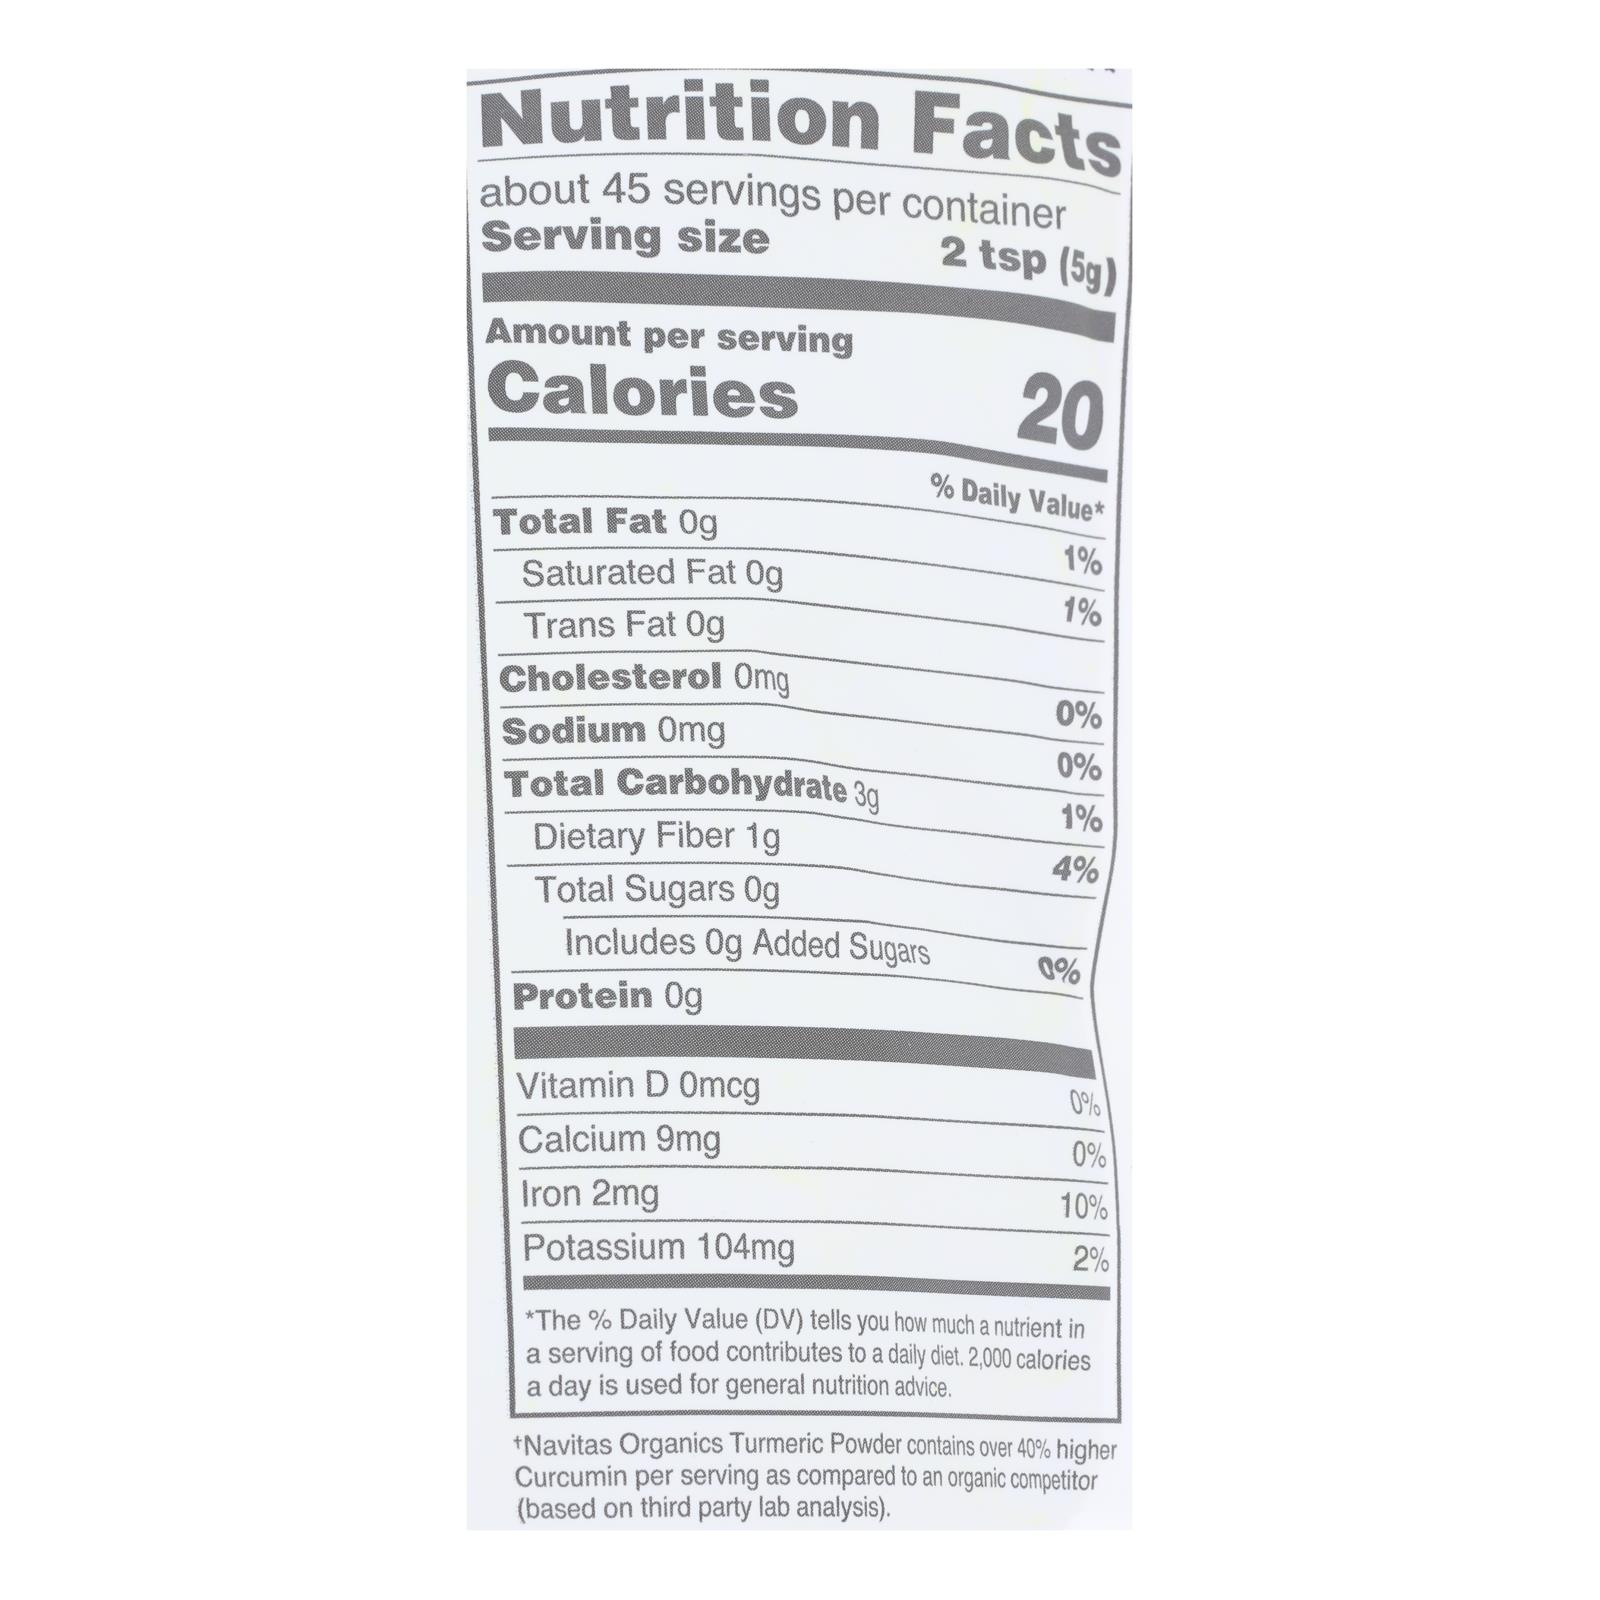 Nutrition Facts
about 45 servings per container
Serving size 2 tsp (5g)
Amount per serving
Calories 20
% Daily Value*
Total Fat 0g 1%
Saturated Fat 0g 1%
Trans Fat 0g
Cholesterol 0mg 0%
Sodium 0mg 0%
Total Carbohydrate 3g 1%
Dietary Fiber 1g 4%
Total Sugars 0g
Includes 0g Added Sugars 0%
Protein 0g
Vitamin D 0mcg 0%
Calcium 9mg 0%
Iron 2mg 10%
Potassium 104mg 2%
*The % Daily Value (DV) tells you how much a nutrient in
a serving of food contributes to a daily diet. 2,000 calories
a day is used for general nutrition advice.
†Navitas Organics Turmeric Powder contains over 40% higher
Curcumin per serving as compared to an organic competitor
(based on third party lab analysis).